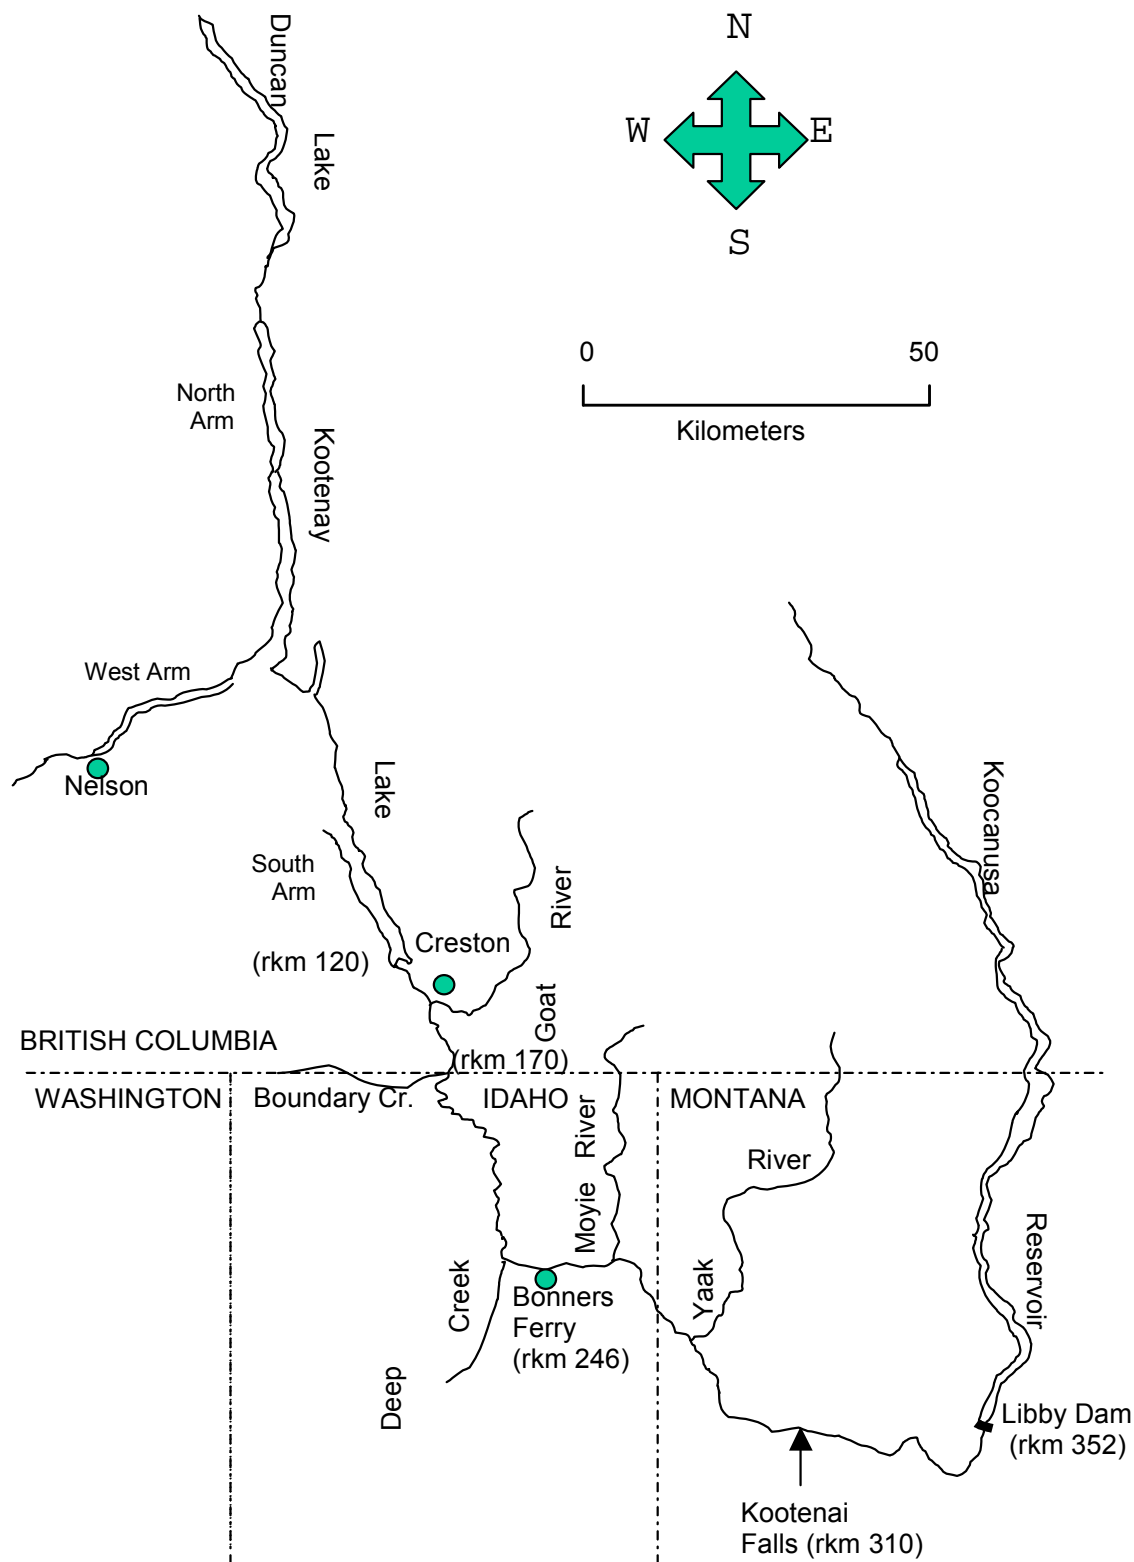 N
W
E
S
Duncan
Lake
0
50
Kilometers
North
Arm
Kootenay
West Arm
Nelson
Lake
Koocanusa
South
Arm
River
Creston
(rkm 120)
Goat
BRITISH COLUMBIA
(rkm 170)
WASHINGTON
Boundary Cr.
IDAHO
MONTANA
River
Moyie
River
Yaak
Reservoir
Creek
Deep
Bonners
Ferry
(rkm 246)
Libby Dam
(rkm 352)
Kootenai
Falls (rkm 310)